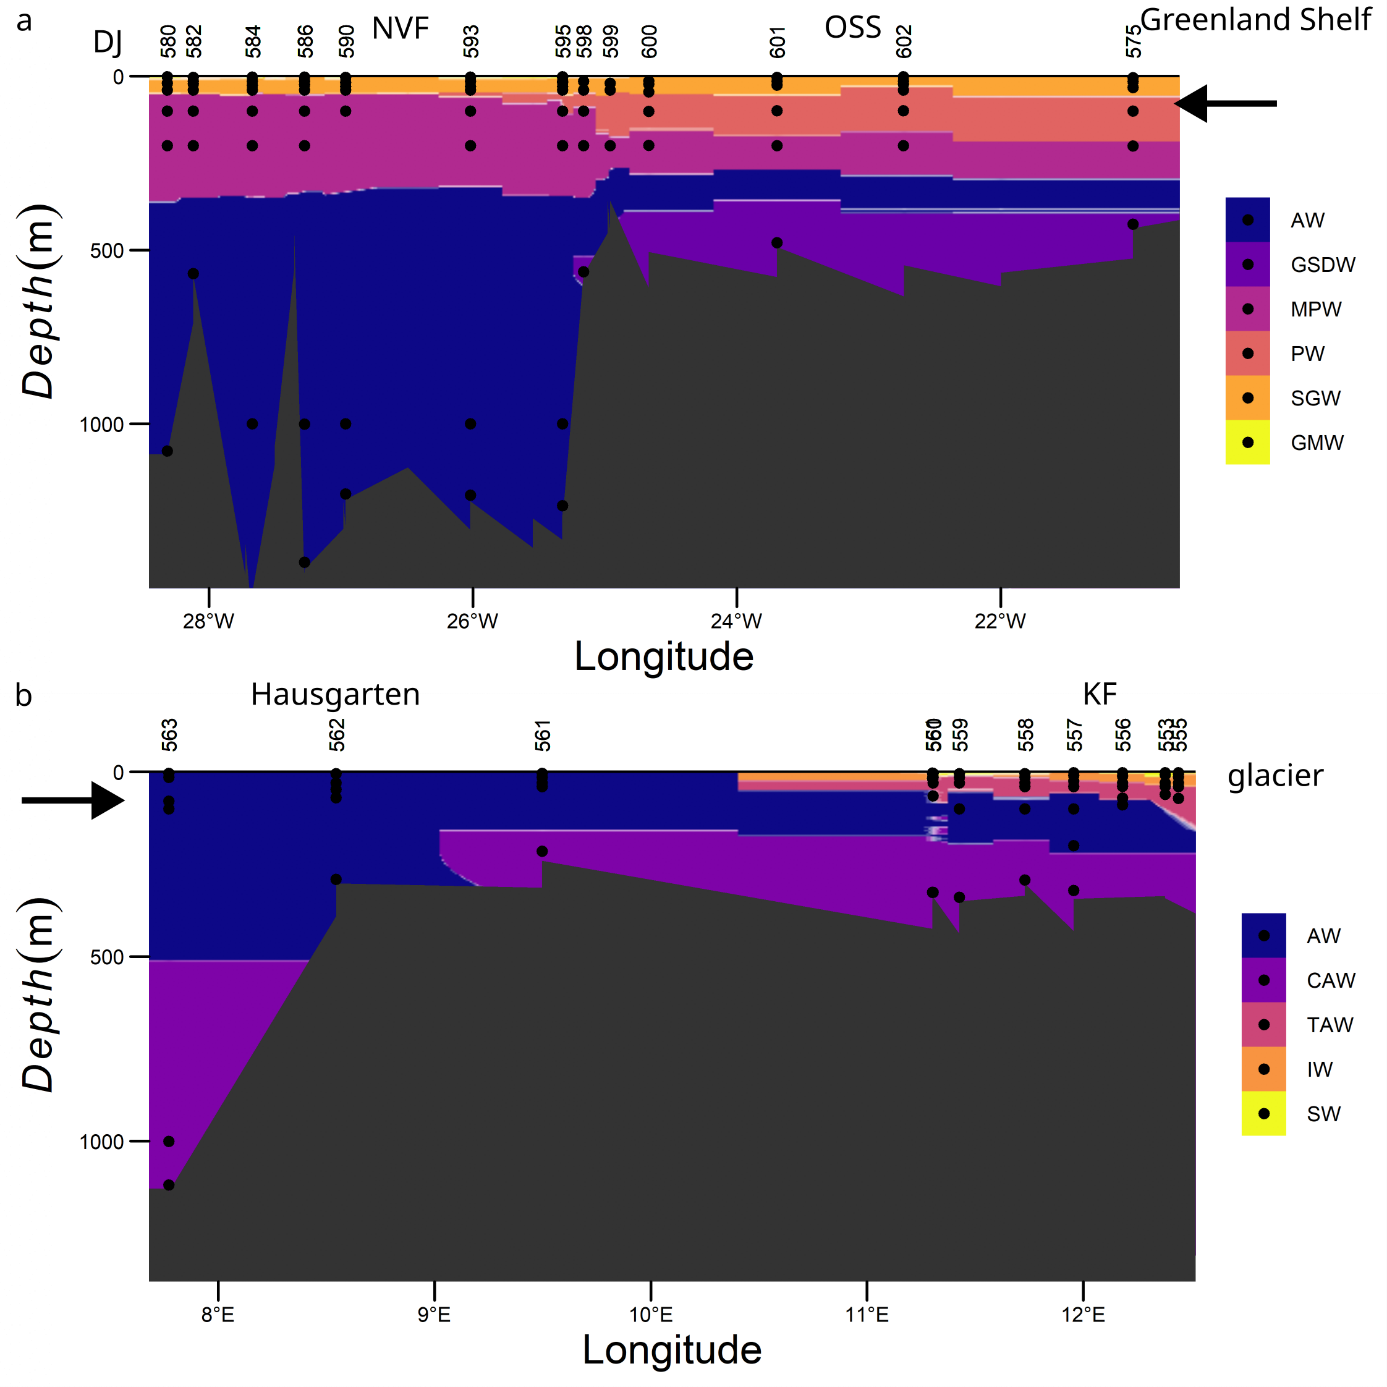 a
DJ
NVF
OSS
Greenland Shelf
580
582
584
586
590
593
595
598
599
600
601
602
575
0
500
1000
Depth(m)
28°W
26°W
24°W
22°W
Longitude
AW
GSDW
MPW
PW
SGW
GMW
b
Hausgarten
KF
563
562
561
560
559
558
557
556
553
555
glacier
0
500
1000
Depth(m)
8°E
9°E
10°E
11°E
12°E
Longitude
AW
CAW
TAW
IW
SW